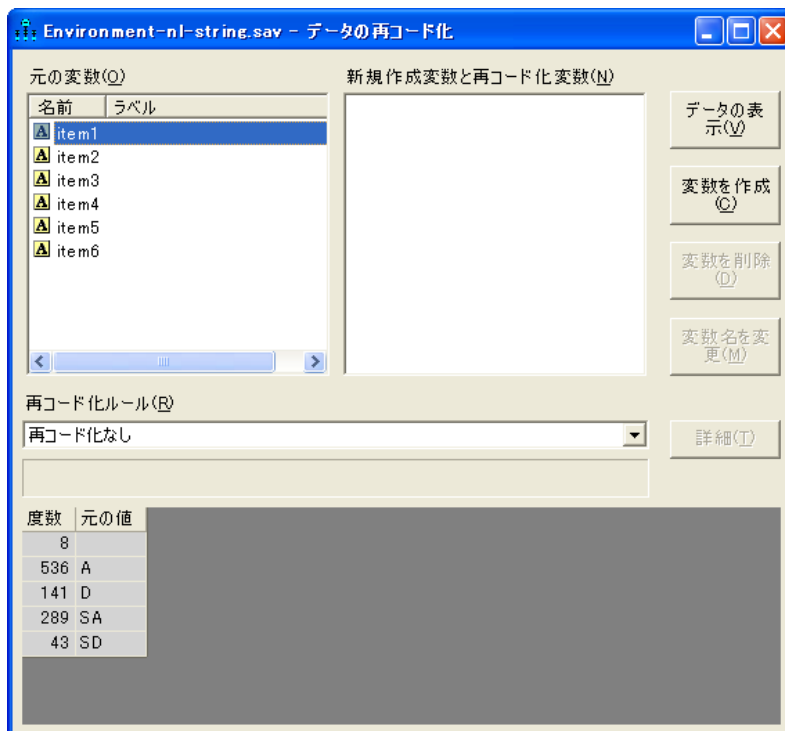 Environment-nl-string.sav - データの再コード化
元の変数(O)
名前 ラベル
item1
item2
item3
item4
item5
item6
新規作成変数と再コード化変数(N)
データの表
示(V)
変数を作成
(C)
変数を削除
(D)
変数名を変
更(M)
再コード化ルール(R)
再コード化なし
詳細(T)
度数 元の値
8
536 A
141 D
289 SA
43 SD